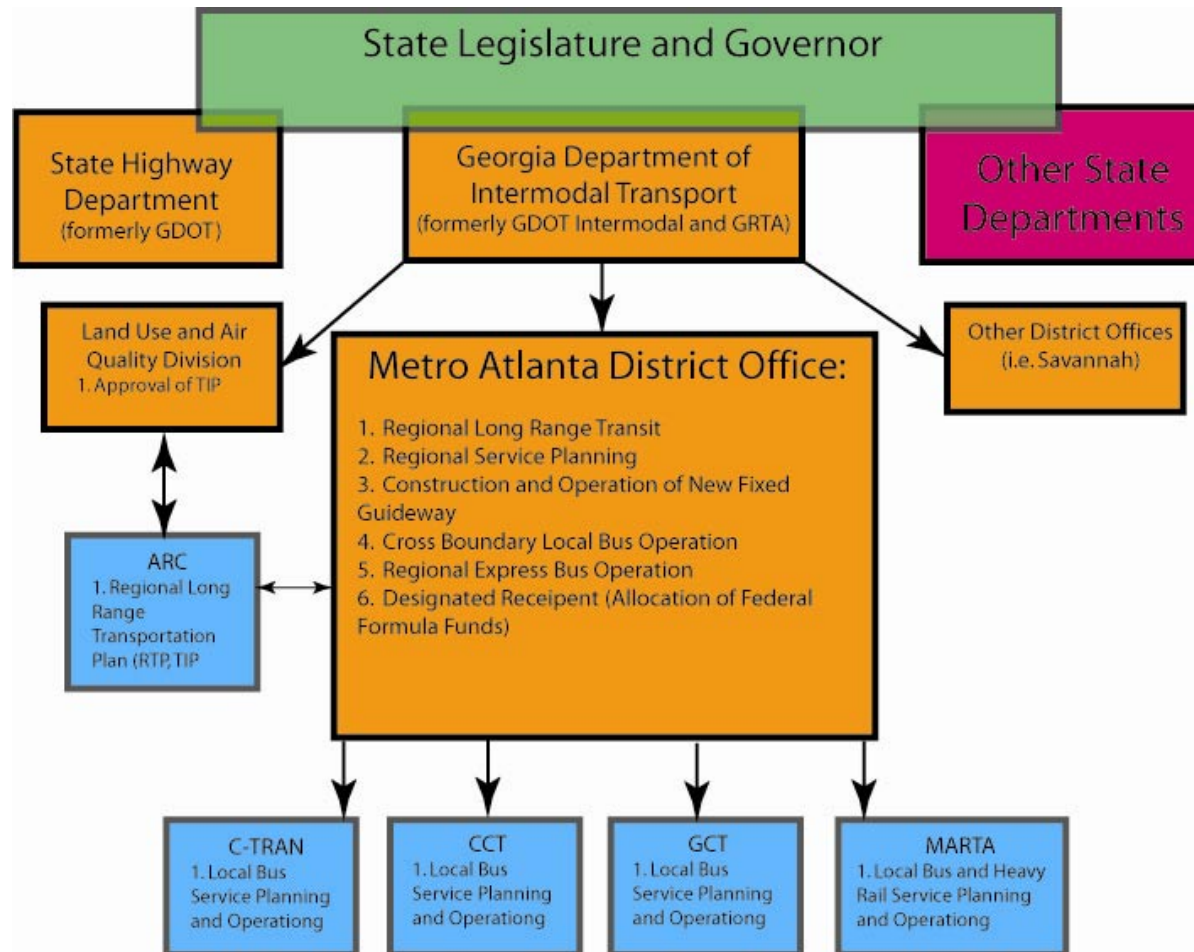 State Legislature and Governor
State Highway
Department
(formerly GDOT)
Georgia Department of
Intermodal Transport
(formerly GDOT Intermodal and GRTA)
Other State
Departments
Land Use and Air
Quality Division
1. Approval of TIP
Metro Atlanta District Office:
1. Regional Long Range Transit
2. Regional Service Planning
3. Construction and Operation of New Fixed
Guideway
4. Cross Boundary Local Bus Operation
5. Regional Express Bus Operation
6. Designated Receipent (Allocation of Federal
Formula Funds)
Other District Offices
(i.e. Savannah)
ARC
1. Regional Long
Range
Transportation
Plan (RTP, TIP
C-TRAN
1. Local Bus
Service Planning
and Operationg
CCT
1. Local Bus
Service Planning
and Operationg
GCT
1. Local Bus
Service Planning
and Operationg
MARTA
1. Local Bus and Heavy
Rail Service Planning
and Operationg